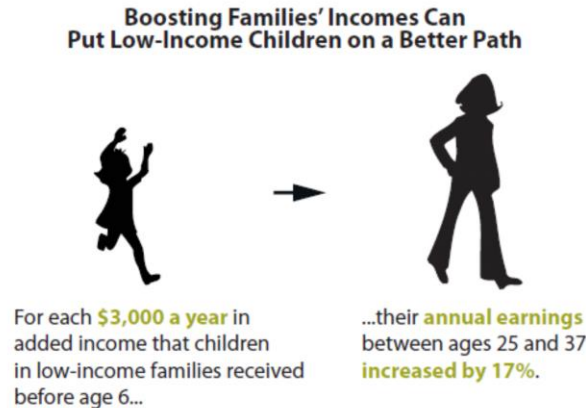 Boosting Families’ Incomes Can
Put Low-Income Children on a Better Path
For each $3,000 a year in
added income that children
in low-income families received
before age 6...
...their annual earnings
between ages 25 and 37
increased by 17%.